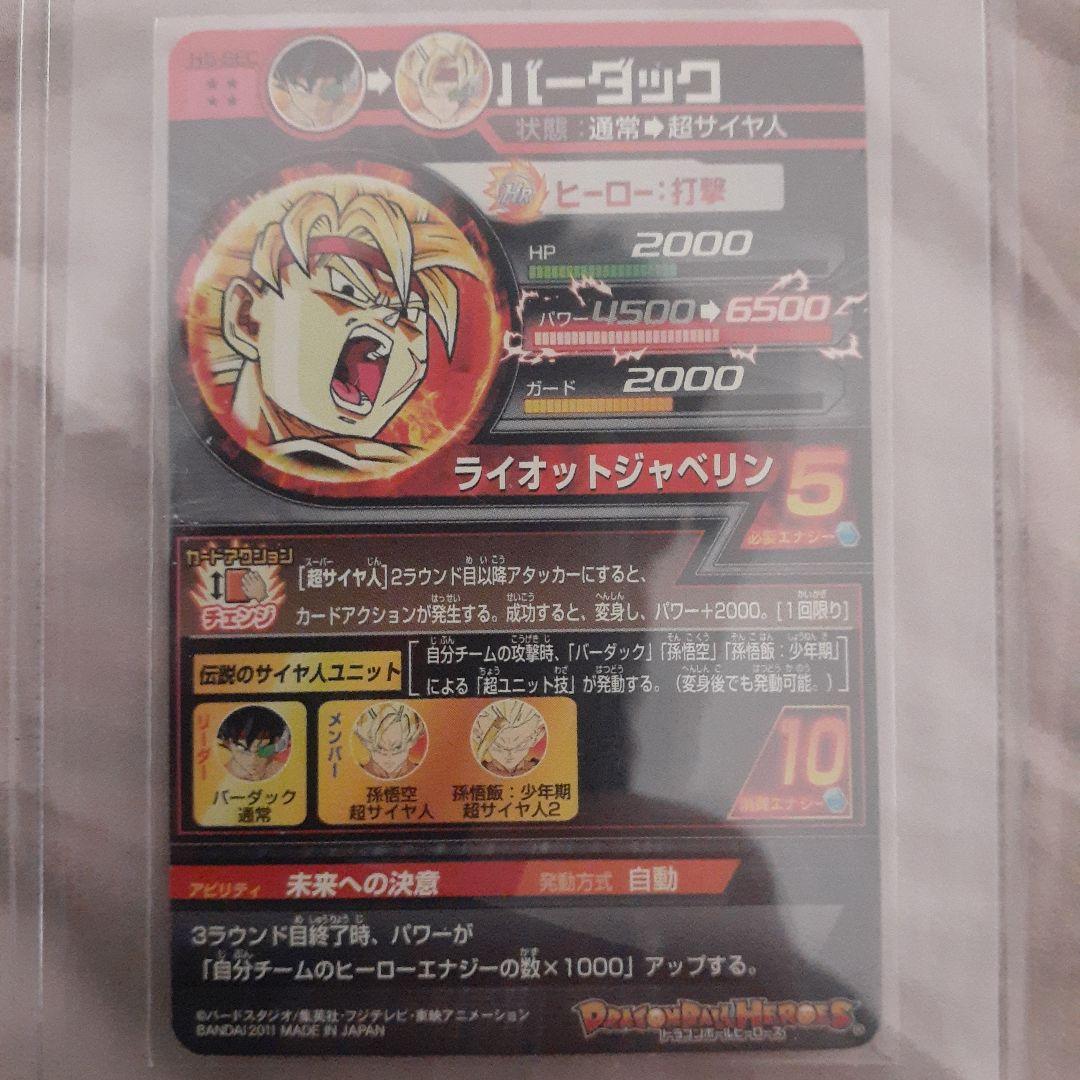 バーダック
状態:通常➡超サイヤ人
HR ヒーロー:打撃
HP 2000
パワー 4500➡6500
ガード 2000
ライオットジャベリン 5
必要エナジー
カードアクション
チェンジ
[超サイヤ人]2ラウンド目以降アタッカーにすると、
カードアクションが発生する。成功すると、変身し、パワー+2000。[1回限り]
伝説のサイヤ人ユニット
自分チームの攻撃時、「バーダック」「孫悟空」「孫悟飯:少年期」
による「超ユニット技」が発動する。(変身後でも発動可能。)
リーダー
バーダック
通常
メンバー
孫悟空
超サイヤ人
孫悟飯:少年期
超サイヤ人2
10
消費エナジー
アビリティ 未来への決意 発動方式 自動
3ラウンド目終了時、パワーが
「自分チームのヒーローエナジーの数×1000」アップする。
©バードスタジオ/集英社・フジテレビ・東映アニメーション
BANDAI 2011 MADE IN JAPAN
DRAGONBALL HEROES
ドラゴンボールヒーローズ